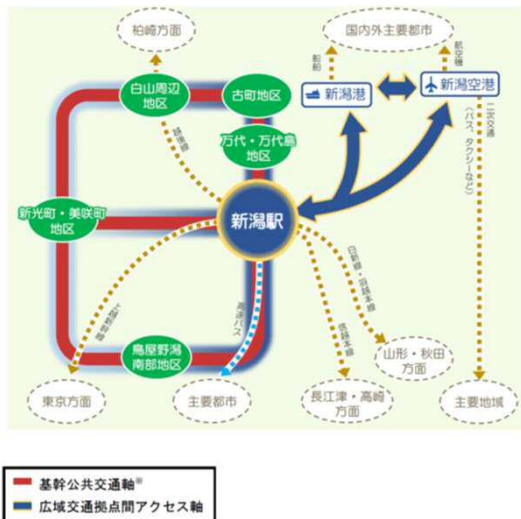 柏崎方面
国内外主要都市
船舶
航空機
白山周辺
地区
古町地区
新潟港
新潟空港
万代・万代島
地区
越後線
二次交通
(バス、タクシーなど)
新光町・美咲町
地区
新潟駅
上越新幹線
高速バス
白新線・羽越本線
信越本線
鳥屋野潟
南部地区
山形・秋田
方面
東京方面
主要都市
長江津・高崎
方面
主要地域
基幹公共交通軸※
広域交通拠点間アクセス軸